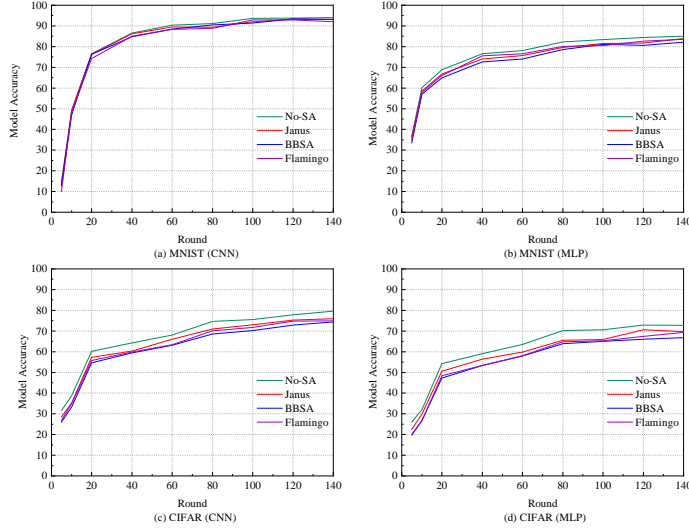 100
90
80
70
60
50
40
30
20
10
0
Model Accuracy
No-SA
Janus
BBSA
Flamingo
0 20 40 60 80 100 120 140
Round
(a) MNIST (CNN)
100
90
80
70
60
50
40
30
20
10
0
Model Accuracy
No-SA
Janus
BBSA
Flamingo
0 20 40 60 80 100 120 140
Round
(b) MNIST (MLP)
100
90
80
70
60
50
40
30
20
10
0
Model Accuracy
No-SA
Janus
BBSA
Flamingo
0 20 40 60 80 100 120 140
Round
(c) CIFAR (CNN)
100
90
80
70
60
50
40
30
20
10
0
Model Accuracy
No-SA
Janus
BBSA
Flamingo
0 20 40 60 80 100 120 140
Round
(d) CIFAR (MLP)